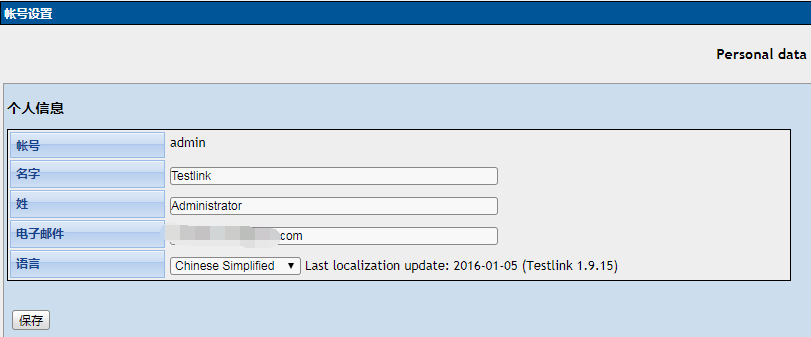 帐号设置
Personal data
个人信息
帐号 admin
名字 Testlink
姓 Administrator
电子邮件 com
语言 Chinese Simplified Last localization update: 2016-01-05 (Testlink 1.9.15)
保存